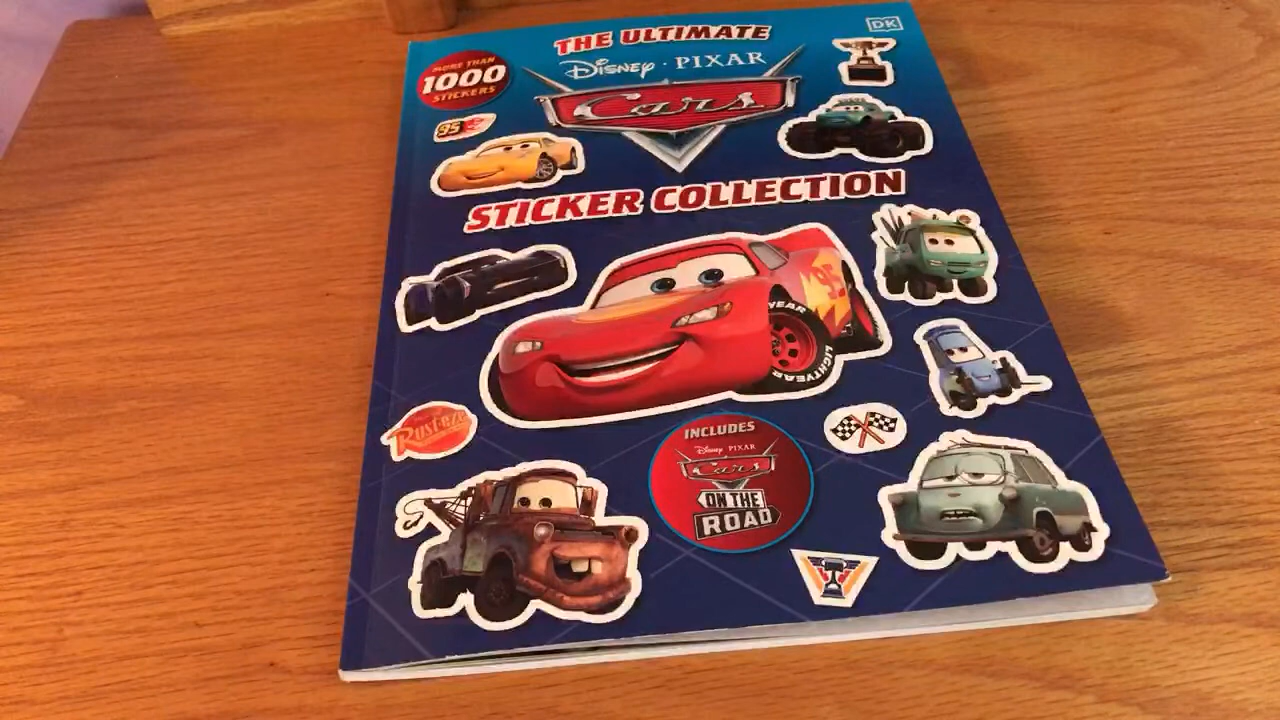 THE ULTIMATE
DK
Disney · PIXAR
MORE THAN
1000
STICKERS
Cars
95
STICKER COLLECTION
95
YEAR
LIGHTYEAR
Rust-eze
INCLUDES
Disney PIXAR
Cars
ON THE
ROAD